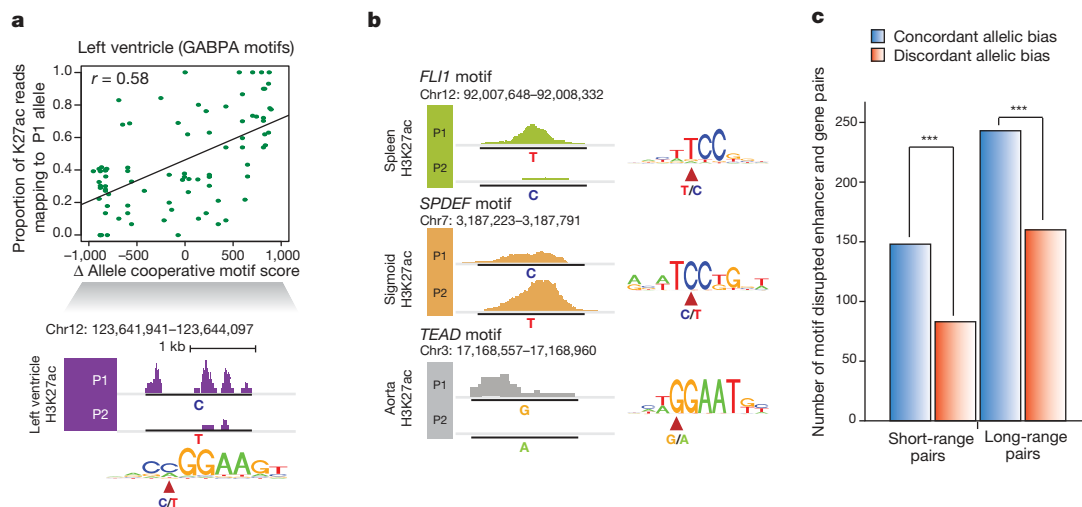 a
Left ventricle (GABPA motifs)
r = 0.58
Proportion of K27ac reads
mapping to P1 allele
1.0
0.8
0.6
0.4
0.2
0.0
–1,000
–500
0
500
1,000
Δ Allele cooperative motif score
Chr12: 123,641,941–123,644,097
1 kb
Left ventricle
H3K27ac
P1
P2
C
T
CCGGAAGT
C/T
b
FLI1 motif
Chr12: 92,007,648–92,008,332
Spleen
H3K27ac
P1
P2
T
C
TTCC
T/C
SPDEF motif
Chr7: 3,187,223–3,187,791
Sigmoid
H3K27ac
P1
P2
C
T
ATCCTG
C/T
TEAD motif
Chr3: 17,168,557–17,168,960
Aorta
H3K27ac
P1
P2
G
A
GGAAT
G/A
c
Concordant allelic bias
Discordant allelic bias
Number of motif disrupted enhancer and gene pairs
250
200
150
100
50
0
***
***
Short-range
pairs
Long-range
pairs